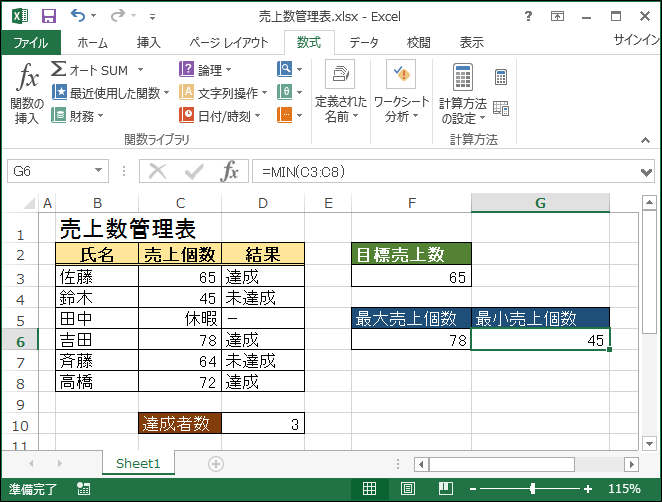 売上数管理表.xlsx - Excel
ファイル ホーム 挿入 ページ レイアウト 数式 データ 校閲 表示 サインイン
fx Σ オート SUM ? 論理
関数の挿入 最近使用した関数 A 文字列操作 θ 定義された名前 ワークシート分析 計算方法の設定
財務 日付/時刻
関数ライブラリ 計算方法
G6 fx =MIN(C3:C8)
A B C D E F G
1 売上数管理表
2 氏名 売上個数 結果 目標売上数
3 佐藤 65 達成 65
4 鈴木 45 未達成
5 田中 休暇 － 最大売上個数 最小売上個数
6 吉田 78 達成 78 45
7 斉藤 64 未達成
8 高橋 72 達成
9
10 達成者数 3
11
Sheet1
準備完了 115%